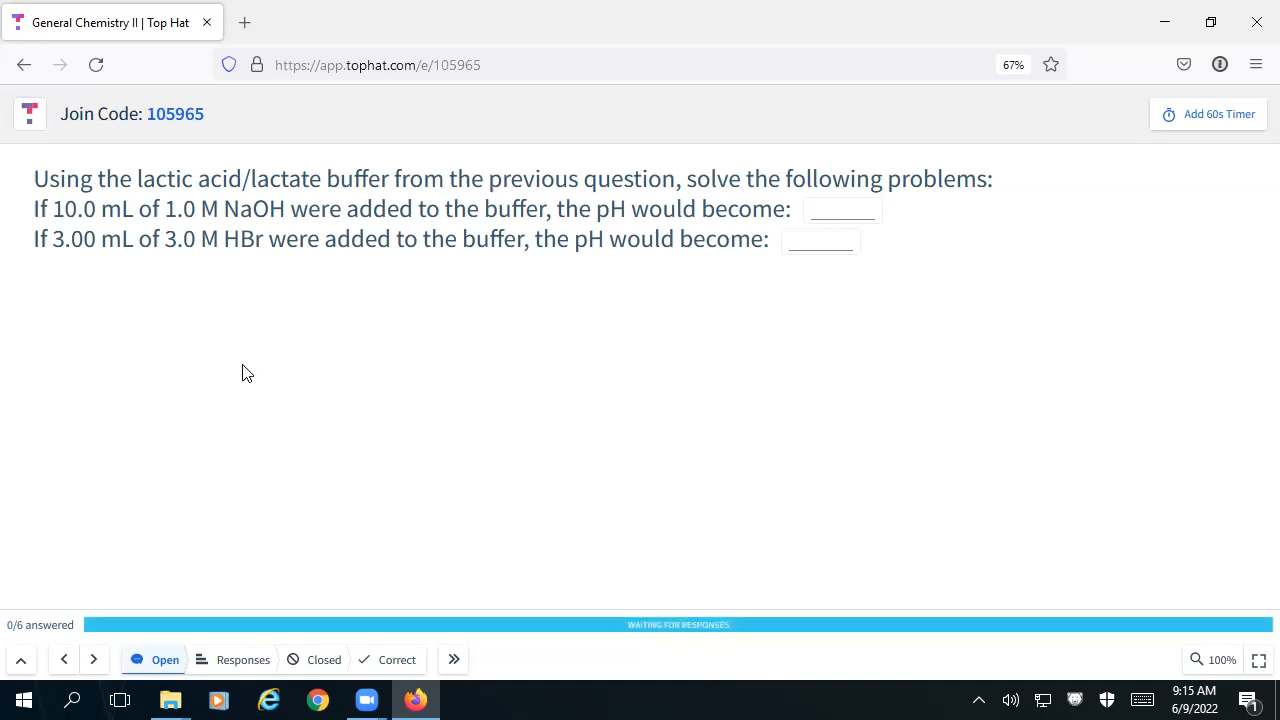 General Chemistry II | Top Hat
https://app.tophat.com/e/105965
67%
Join Code: 105965
Add 60s Timer
Using the lactic acid/lactate buffer from the previous question, solve the following problems:
If 10.0 mL of 1.0 M NaOH were added to the buffer, the pH would become: ________
If 3.00 mL of 3.0 M HBr were added to the buffer, the pH would become: ________
0/6 answered
WAITING FOR RESPONSES
Open
Responses
Closed
Correct
100%
9:15 AM
6/9/2022
1